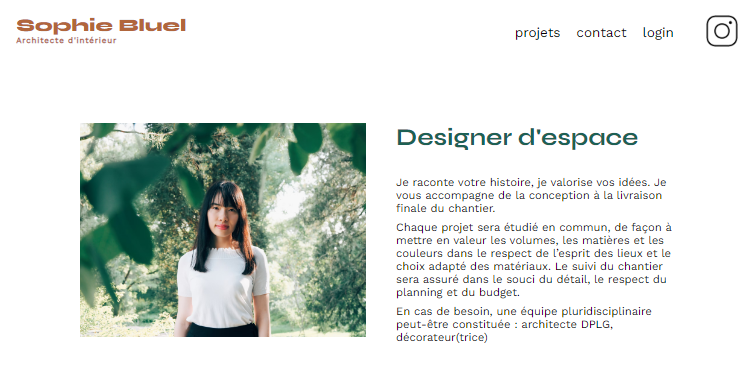 Sophie Bluel
Architecte d'intérieur
projets contact login
Designer d'espace
Je raconte votre histoire, je valorise vos idées. Je
vous accompagne de la conception à la livraison
finale du chantier.
Chaque projet sera étudié en commun, de façon à
mettre en valeur les volumes, les matières et les
couleurs dans le respect de l'esprit des lieux et le
choix adapté des matériaux. Le suivi du chantier
sera assuré dans le souci du détail, le respect du
planning et du budget.
En cas de besoin, une équipe pluridisciplinaire
peut-être constituée : architecte DPLG,
décorateur(trice)